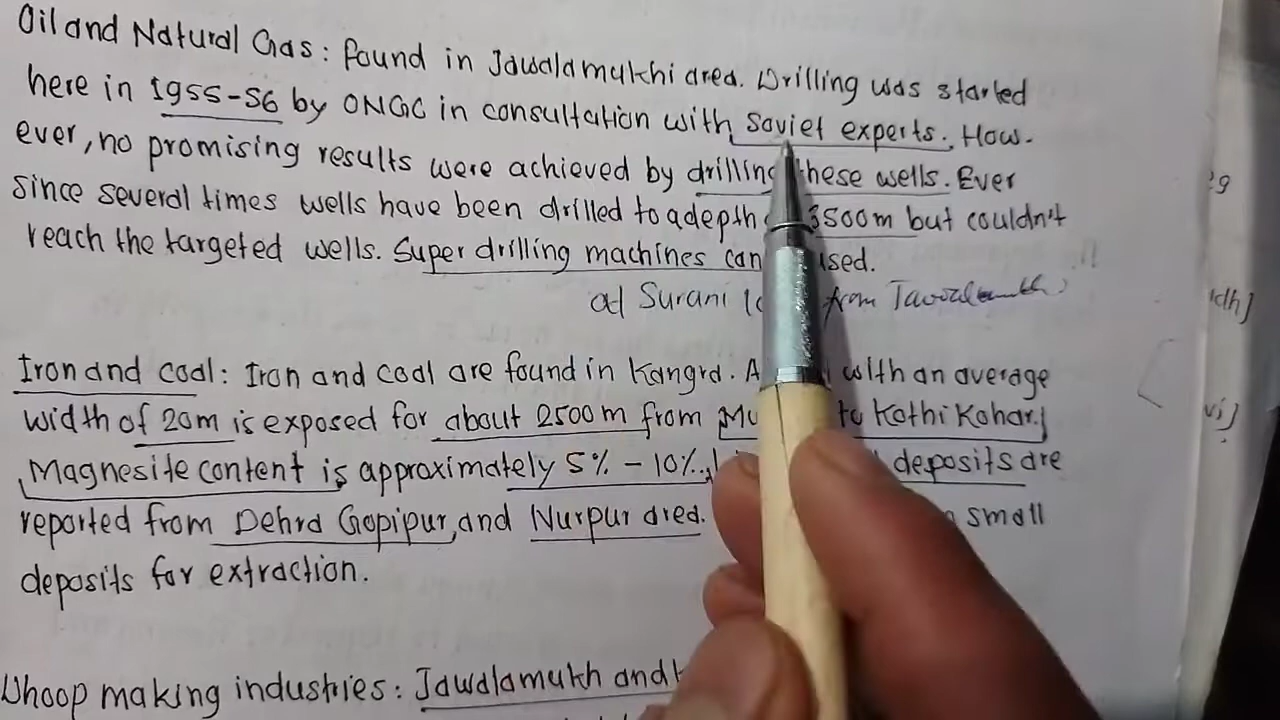 Oil and Natural Gas: found in Jawalamukhi area. Drilling was started
here in 1955-56 by ONGC in consultation with soviet experts. How-
ever, no promising results were achieved by drilling these wells. Ever
since several times wells have been drilled to a depth 3500m but couldn't
reach the targeted wells. Super drilling machines can used.
at Surani from Jawalamukhi
Iron and coal: Iron and coal are found in Kangra. with an average
width of 20m is exposed for about 2500m from to Kothi Kohar,
Magnesite content is approximately 5% - 10%, deposits are
reported from Dehra Gopipur, and Nurpur area. small
deposits for extraction.
Dhoop making industries: Jawalamukh and